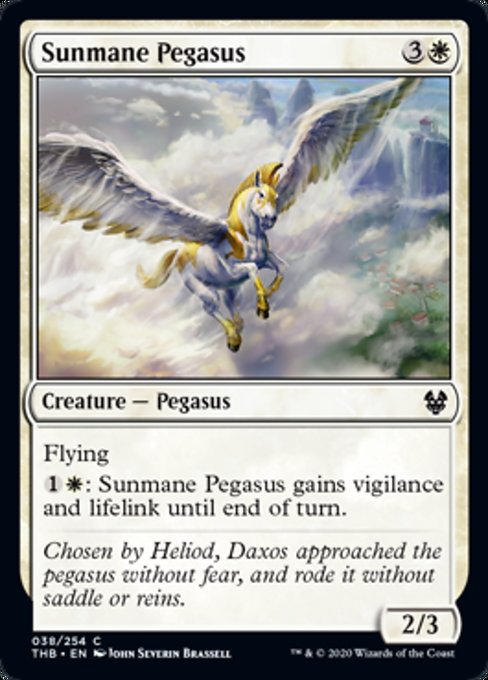 Sunmane Pegasus 3
Creature — Pegasus
Flying
1 : Sunmane Pegasus gains vigilance
and lifelink until end of turn.
Chosen by Heliod, Daxos approached the
pegasus without fear, and rode it without
saddle or reins.
2/3
038/254 C
THB • EN John Severin Brassell
™ & © 2020 Wizards of the Coast